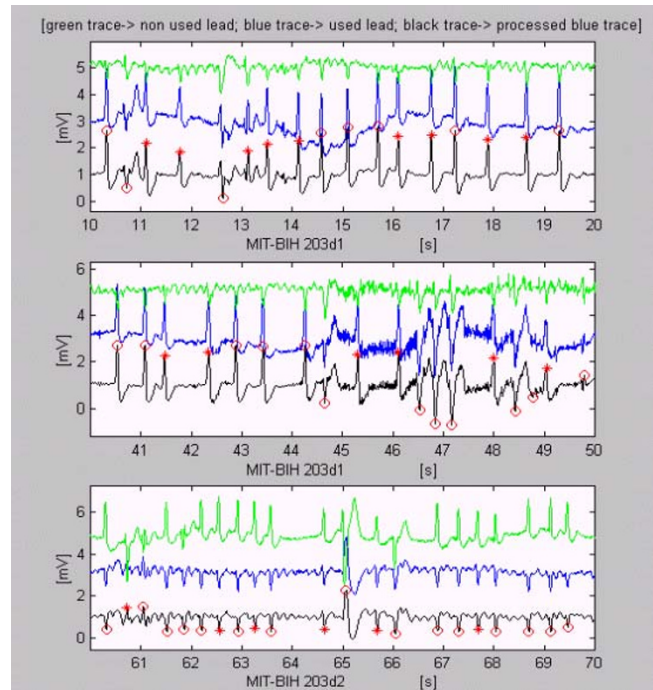 [green trace-> non used lead; blue trace-> used lead; black trace-> processed blue trace]
5
4
3
2
1
0
[mV]
10 11 12 13 14 15 16 17 18 19 20
MIT-BIH 203d1 [s]
6
4
2
0
[mV]
41 42 43 44 45 46 47 48 49 50
MIT-BIH 203d1 [s]
6
4
2
0
[mV]
61 62 63 64 65 66 67 68 69 70
MIT-BIH 203d2 [s]